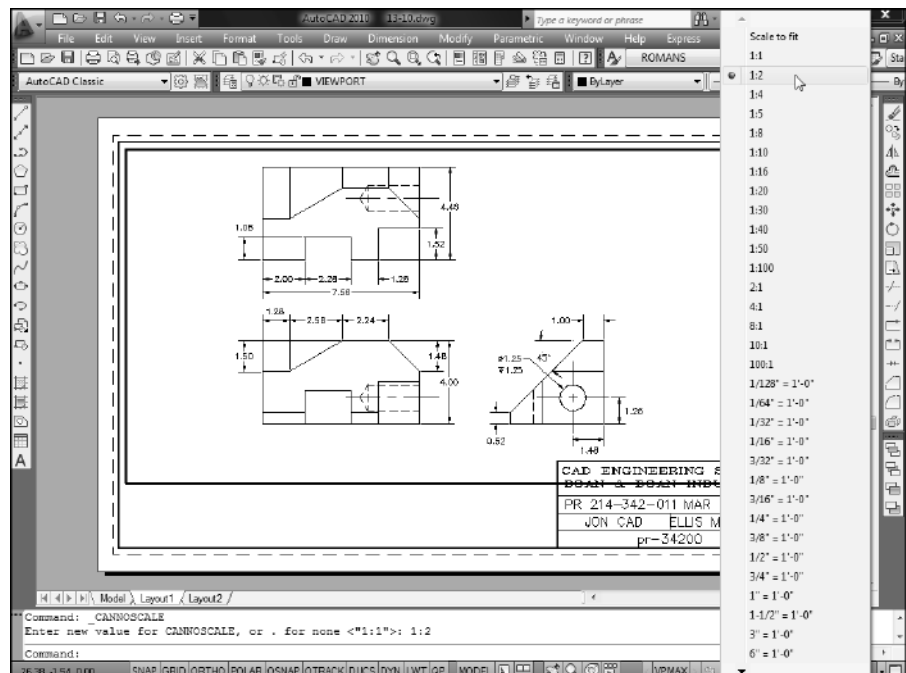 AutoCAD 2010 13-10.dwg
Type a keyword or phrase
File Edit View Insert Format Tools Draw Dimension Modify Parametric Window Help Express
ROMANS
Sta
AutoCAD Classic
VIEWPORT
ByLayer
By
Scale to fit
1:1
1:2
1:4
1:5
1:8
1:10
1:16
1:20
1:30
1:40
1:50
1:100
2:1
4:1
8:1
10:1
100:1
1/128" = 1'-0"
1/64" = 1'-0"
1/32" = 1'-0"
1/16" = 1'-0"
3/32" = 1'-0"
1/8" = 1'-0"
3/16" = 1'-0"
1/4" = 1'-0"
3/8" = 1'-0"
1/2" = 1'-0"
3/4" = 1'-0"
1" = 1'-0"
1-1/2" = 1'-0"
3" = 1'-0"
6" = 1'-0"
4.48
1.52
2.00
2.28
1.28
7.56
1.28
2.58
2.24
1.50
1.48
4.00
1.00
ø1.25
45°
↧1.25
1.26
0.52
1.48
CAD ENGINEERING S
PR 214-342-011 MAR
JON CAD ELLIS M
pr-34200
Model Layout1 Layout2
Command: _CANNOSCALE
Enter new value for CANNOSCALE, or . for none <"1:1">: 1:2
Command:
SNAP GRID ORTHO POLAR OSNAP OTRACK DUCS DYN LWT QP MODEL
VPMAX